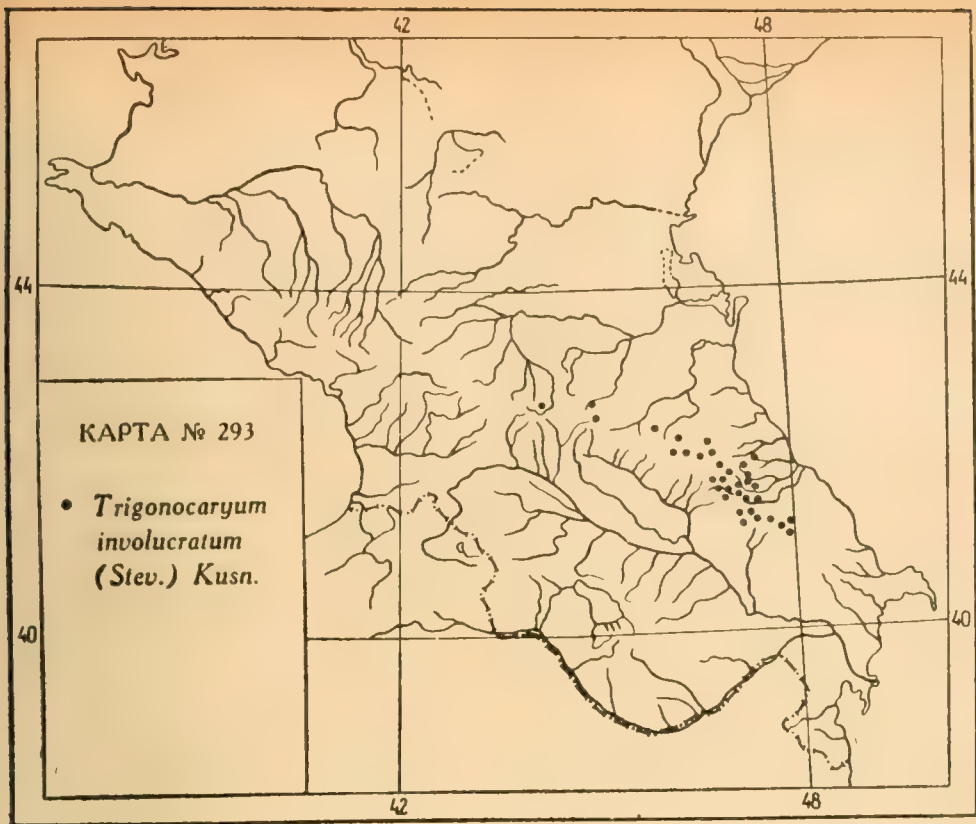 42 48
44 44
КАРТА № 293
• Trigonocaryum
involucratum
(Stev.) Kusn.
40 40
42 48